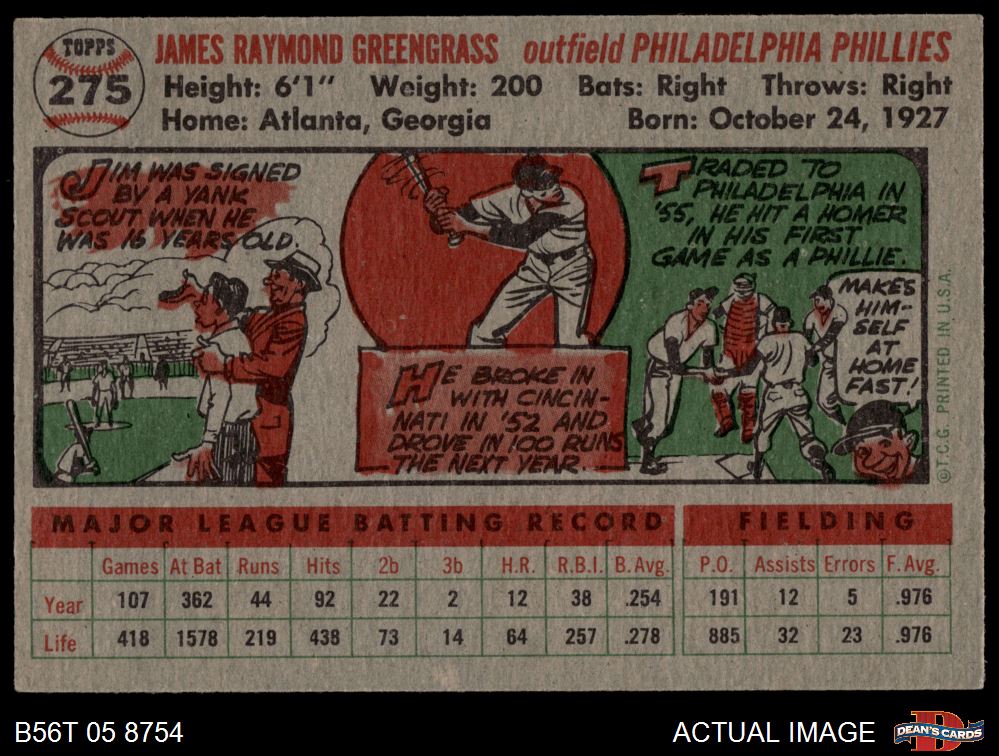 TOPPS
275
JAMES RAYMOND GREENGRASS outfield PHILADELPHIA PHILLIES
Height: 6'1" Weight: 200 Bats: Right Throws: Right
Home: Atlanta, Georgia Born: October 24, 1927
JIM WAS SIGNED
BY A YANK
SCOUT WHEN HE
WAS 16 YEARS OLD.
HE BROKE IN
WITH CINCIN-
NATI IN '52 AND
DROVE IN 100 RUNS
THE NEXT YEAR.
TRADED TO
PHILADELPHIA IN
'55, HE HIT A HOMER
IN HIS FIRST
GAME AS A PHILLIE.
MAKES
HIM-
SELF
AT
HOME
FAST!
© T.C.G. PRINTED IN U.S.A.
MAJOR LEAGUE BATTING RECORD FIELDING
Games At Bat Runs Hits 2b 3b H.R. R.B.I. B. Avg. P.O. Assists Errors F. Avg.
Year 107 362 44 92 22 2 12 38 .254 191 12 5 .976
Life 418 1578 219 438 73 14 64 257 .278 885 32 23 .976
B56T 05 8754 ACTUAL IMAGE DEAN'S CARDS